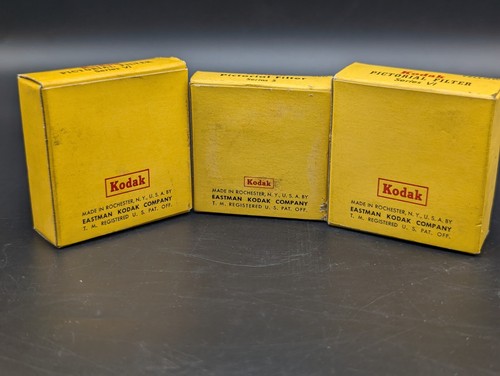 Series VI
Kodak
MADE IN ROCHESTER, N.Y., U.S.A. BY
EASTMAN KODAK COMPANY
T. M. REGISTERED U. S. PAT. OFF.
Pictorial Filter
Kodak
MADE IN ROCHESTER, N.Y., U.S.A. BY
EASTMAN KODAK COMPANY
T. M. REGISTERED U. S. PAT. OFF.
Kodak
PICTORIAL FILTER
Series VI
Kodak
MADE IN ROCHESTER, N.Y., U.S.A. BY
EASTMAN KODAK COMPANY
T. M. REGISTERED U.S. PAT. OFF.